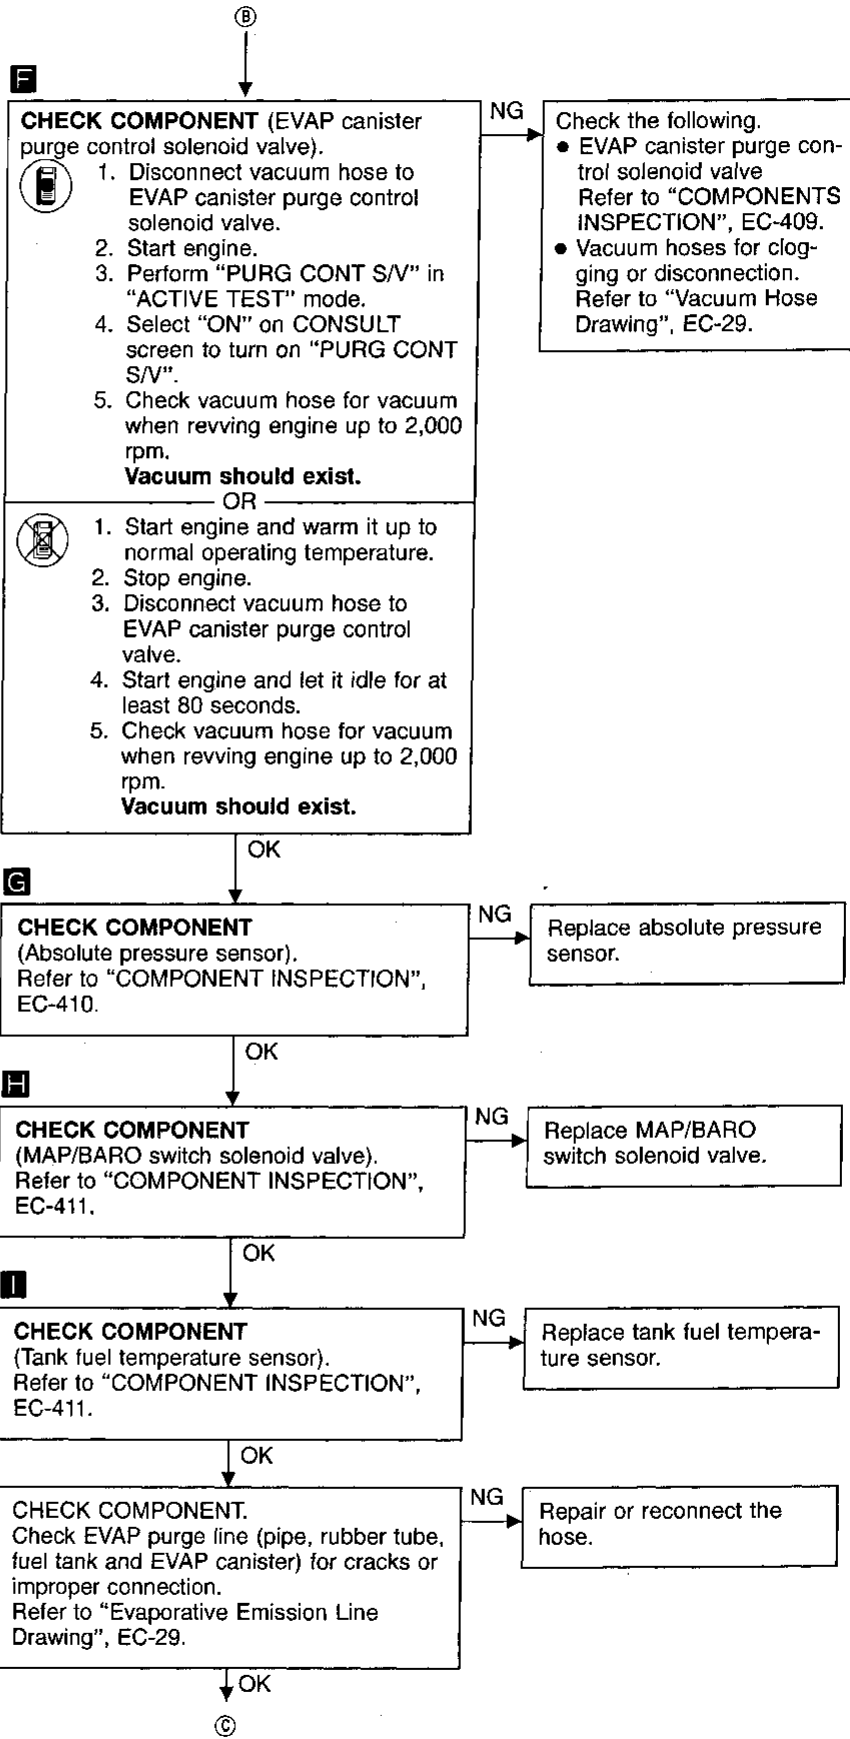 Ⓑ
F
CHECK COMPONENT (EVAP canister
purge control solenoid valve).
1. Disconnect vacuum hose to
EVAP canister purge control
solenoid valve.
2. Start engine.
3. Perform “PURG CONT S/V” in
“ACTIVE TEST” mode.
4. Select “ON” on CONSULT
screen to turn on “PURG CONT
S/V”.
5. Check vacuum hose for vacuum
when revving engine up to 2,000
rpm.
Vacuum should exist.
OR
1. Start engine and warm it up to
normal operating temperature.
2. Stop engine.
3. Disconnect vacuum hose to
EVAP canister purge control
valve.
4. Start engine and let it idle for at
least 80 seconds.
5. Check vacuum hose for vacuum
when revving engine up to 2,000
rpm.
Vacuum should exist.
NG
Check the following.
● EVAP canister purge con-
trol solenoid valve
Refer to “COMPONENTS
INSPECTION”, EC-409.
● Vacuum hoses for clog-
ging or disconnection.
Refer to “Vacuum Hose
Drawing”, EC-29.
OK
G
CHECK COMPONENT
(Absolute pressure sensor).
Refer to “COMPONENT INSPECTION”,
EC-410.
NG
Replace absolute pressure
sensor.
OK
H
CHECK COMPONENT
(MAP/BARO switch solenoid valve).
Refer to “COMPONENT INSPECTION”,
EC-411.
NG
Replace MAP/BARO
switch solenoid valve.
OK
I
CHECK COMPONENT
(Tank fuel temperature sensor).
Refer to “COMPONENT INSPECTION”,
EC-411.
NG
Replace tank fuel tempera-
ture sensor.
OK
CHECK COMPONENT.
Check EVAP purge line (pipe, rubber tube,
fuel tank and EVAP canister) for cracks or
improper connection.
Refer to “Evaporative Emission Line
Drawing”, EC-29.
NG
Repair or reconnect the
hose.
OK
Ⓒ